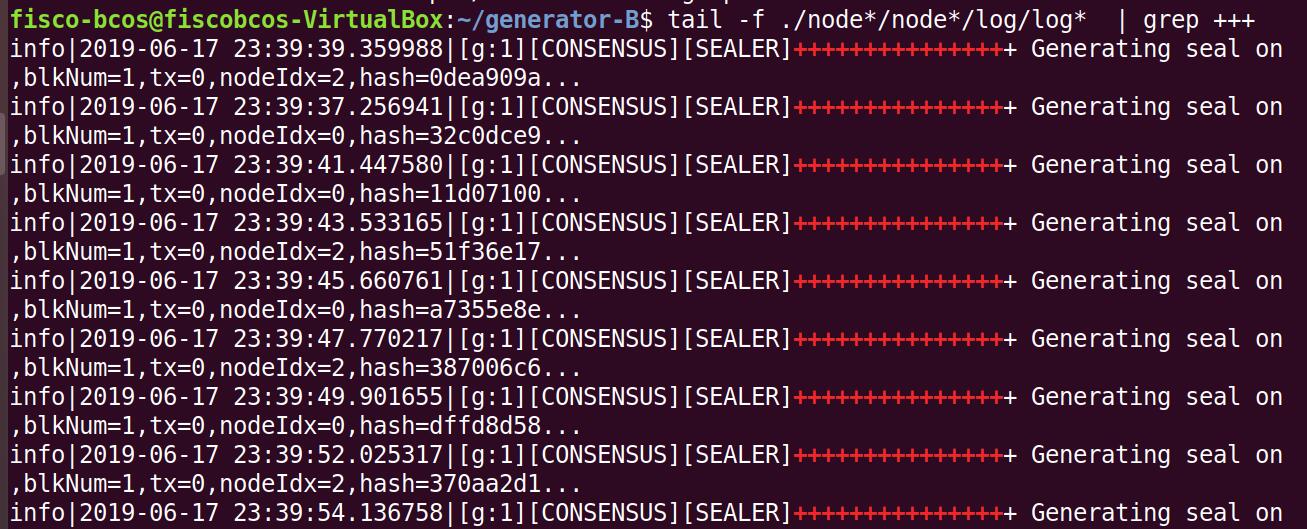 fisco-bcos@fiscobcos-VirtualBox:~/generator-B$ tail -f ./node*/node*/log/log*  | grep +++
info|2019-06-17 23:39:39.359988|[g:1][CONSENSUS][SEALER]++++++++++++++++ Generating seal on
,blkNum=1,tx=0,nodeIdx=2,hash=0dea909a...
info|2019-06-17 23:39:37.256941|[g:1][CONSENSUS][SEALER]++++++++++++++++ Generating seal on
,blkNum=1,tx=0,nodeIdx=0,hash=32c0dce9...
info|2019-06-17 23:39:41.447580|[g:1][CONSENSUS][SEALER]++++++++++++++++ Generating seal on
,blkNum=1,tx=0,nodeIdx=0,hash=11d07100...
info|2019-06-17 23:39:43.533165|[g:1][CONSENSUS][SEALER]++++++++++++++++ Generating seal on
,blkNum=1,tx=0,nodeIdx=2,hash=51f36e17...
info|2019-06-17 23:39:45.660761|[g:1][CONSENSUS][SEALER]++++++++++++++++ Generating seal on
,blkNum=1,tx=0,nodeIdx=0,hash=a7355e8e...
info|2019-06-17 23:39:47.770217|[g:1][CONSENSUS][SEALER]++++++++++++++++ Generating seal on
,blkNum=1,tx=0,nodeIdx=2,hash=387006c6...
info|2019-06-17 23:39:49.901655|[g:1][CONSENSUS][SEALER]++++++++++++++++ Generating seal on
,blkNum=1,tx=0,nodeIdx=0,hash=dffd8d58...
info|2019-06-17 23:39:52.025317|[g:1][CONSENSUS][SEALER]++++++++++++++++ Generating seal on
,blkNum=1,tx=0,nodeIdx=2,hash=370aa2d1...
info|2019-06-17 23:39:54.136758|[g:1][CONSENSUS][SEALER]++++++++++++++++ Generating seal on